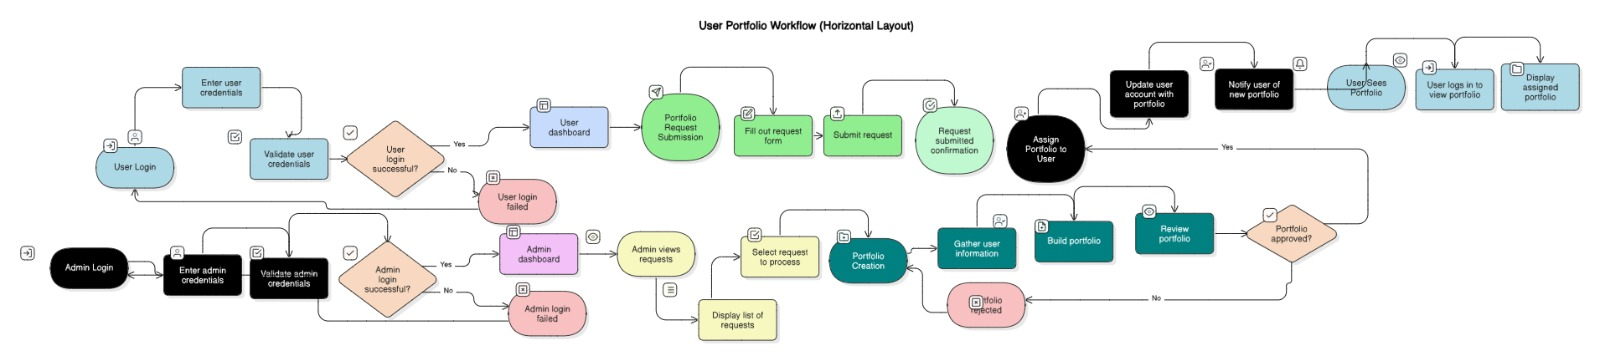 User Portfolio Workflow (Horizontal Layout)
Enter user
credentials
User Login
Validate user
credentials
User
login
successful?
Yes
No
User
dashboard
User login
failed
Portfolio
Request
Submission
Fill out request
form
Submit request
Request
submitted
confirmation
Assign
Portfolio to
User
Update user
account with
portfolio
Notify user of
new portfolio
User Sees
Portfolio
User logs in to
view portfolio
Display
assigned
portfolio
Yes
Admin Login
Enter admin
credentials
Validate admin
credentials
Admin
login
successful?
Yes
No
Admin
dashboard
Admin login
failed
Admin views
requests
Display list of
requests
Select request
to process
Portfolio
Creation
Gather user
information
Build portfolio
Review
portfolio
Portfolio
approved?
No
rejected